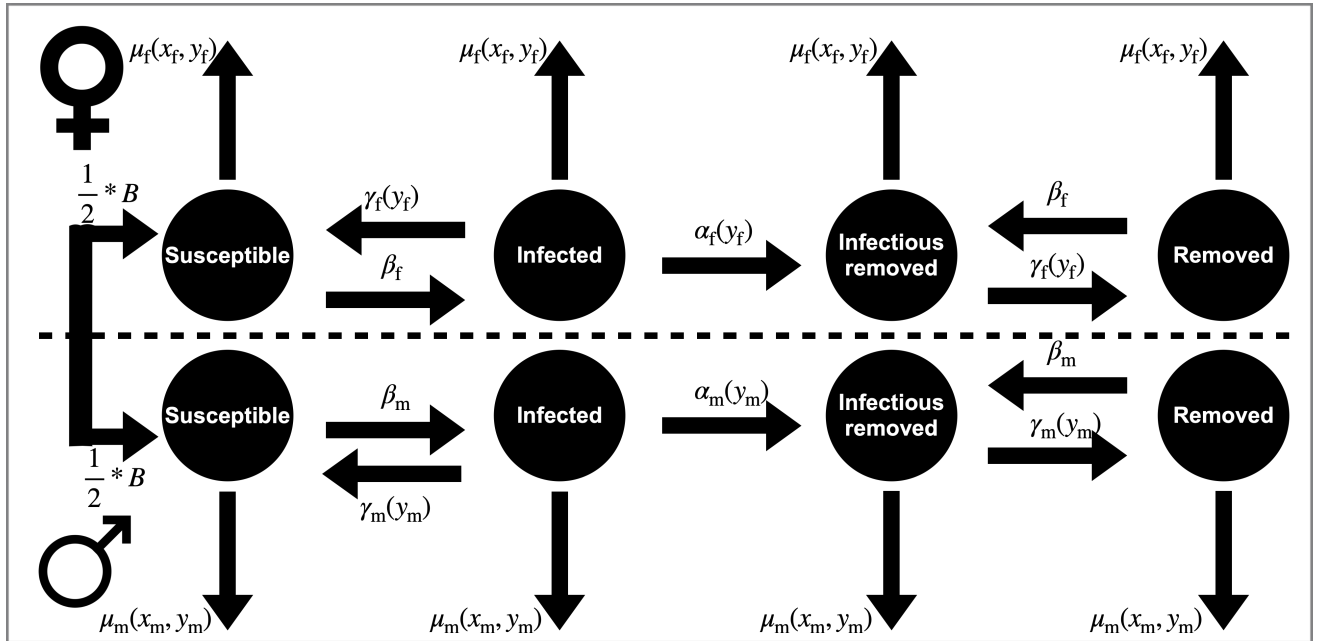 μf(xf, yf) μf(xf, yf) μf(xf, yf) μf(xf, yf)
1/2 * B
γf(yf)
βf
Susceptible
βf
Infected
αf(yf)
Infectious
removed
γf(yf)
Removed
βm
Susceptible
βm
Infected
αm(ym)
Infectious
removed
γm(ym)
Removed
1/2 * B
γm(ym)
μm(xm, ym) μm(xm, ym) μm(xm, ym) μm(xm, ym)